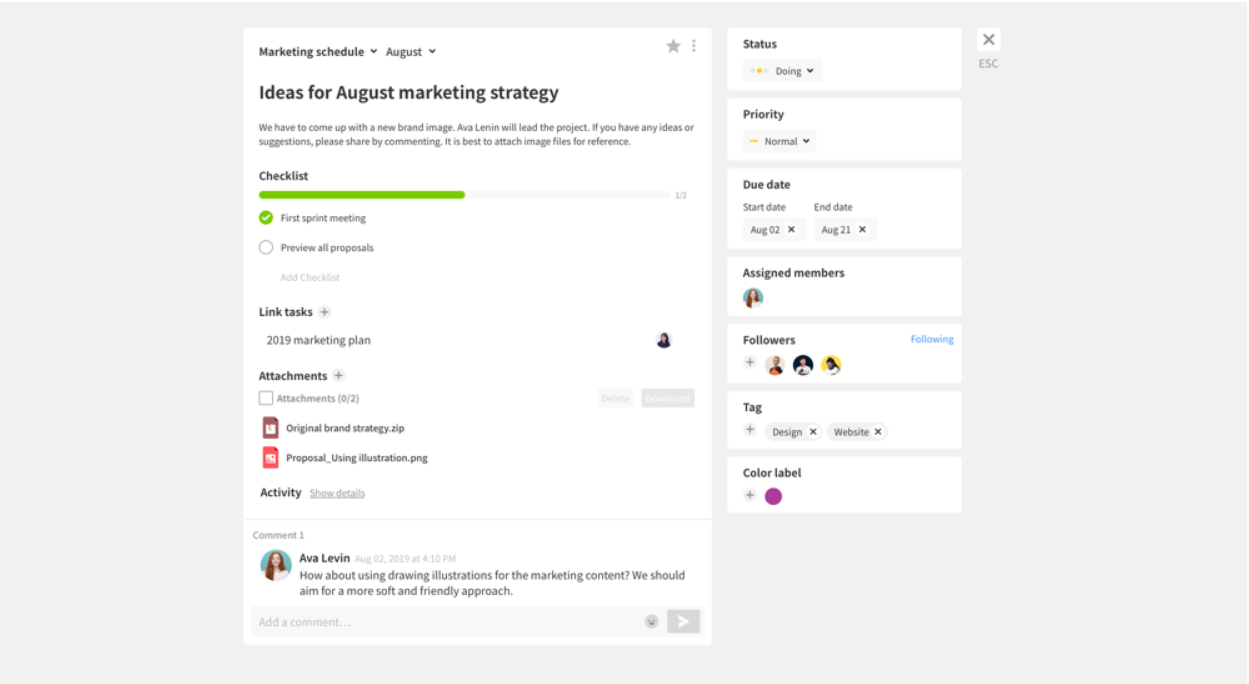 Marketing schedule August
Ideas for August marketing strategy
We have to come up with a new brand image. Ava Lenin will lead the project. If you have any ideas or
suggestions, please share by commenting. It is best to attach image files for reference.
Checklist
1/2
First sprint meeting
Preview all proposals
Add Checklist
Link tasks +
2019 marketing plan
Attachments +
Attachments (0/2) Delete Download
Original brand strategy.zip
Proposal_Using illustration.png
Activity Show details
Comment 1
Ava Levin Aug 02, 2019 at 4:10 PM
How about using drawing illustrations for the marketing content? We should
aim for a more soft and friendly approach.
Add a comment...
Status
Doing
Priority
Normal
Due date
Start date End date
Aug 02 × Aug 21 ×
Assigned members
Followers Following
+
Tag
+ Design × Website ×
Color label
+
×
ESC